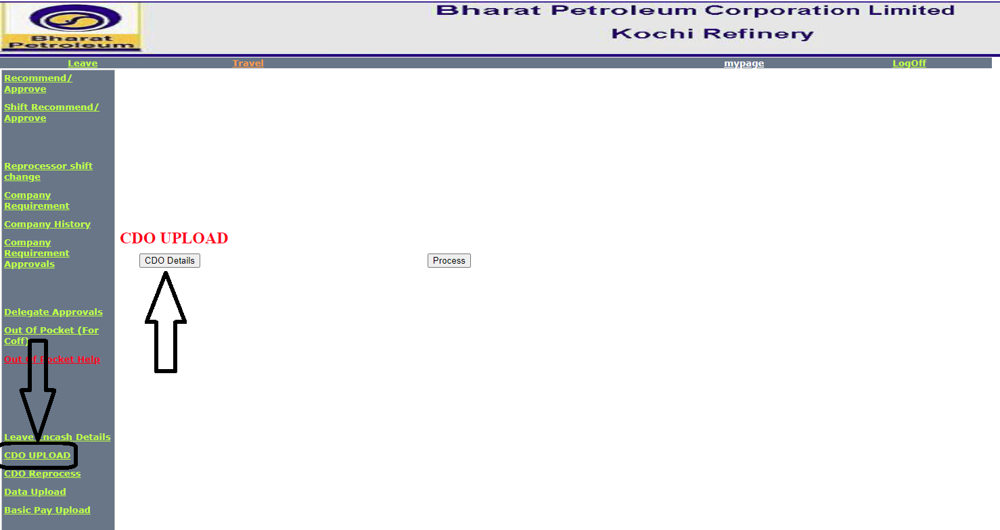 Bharat Petroleum Corporation Limited
Kochi Refinery
Bharat
Petroleum
Leave Travel mypage LogOff
Recommend/
Approve
Shift Recommend/
Approve
Reprocessor shift
change
Company
Requirement
Company History
Company
Requirement
Approvals
Delegate Approvals
Out Of Pocket (For
Coff)
Out Of Pocket Help
Leave Encash Details
CDO UPLOAD
CDO Reprocess
Data Upload
Basic Pay Upload
CDO UPLOAD
CDO Details Process